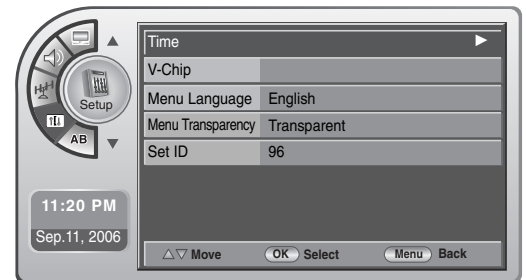 Time
V-Chip
Menu Language English
Menu Transparency Transparent
Set ID 96
Setup
AB
11:20 PM
Sep.11, 2006
△▽ Move OK Select Menu Back